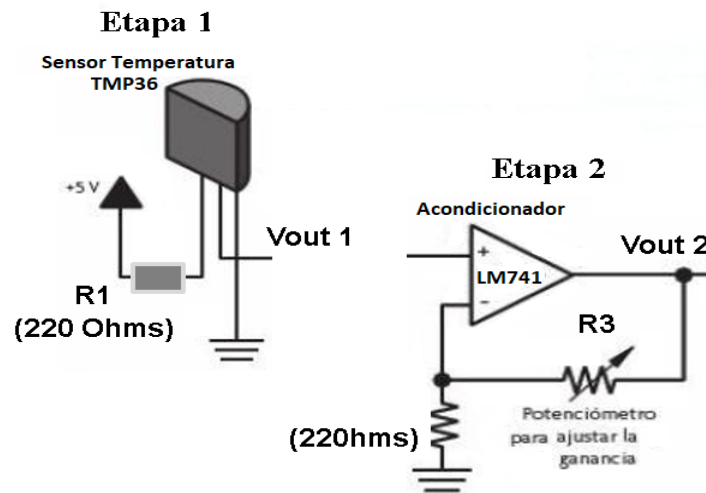 Etapa 1
Sensor Temperatura
TMP36
+5 V
Vout 1
R1
(220 Ohms)
Etapa 2
Acondicionador
Vout 2
+
LM741
-
R3
(220hms)
Potenciómetro
para ajustar la
ganancia